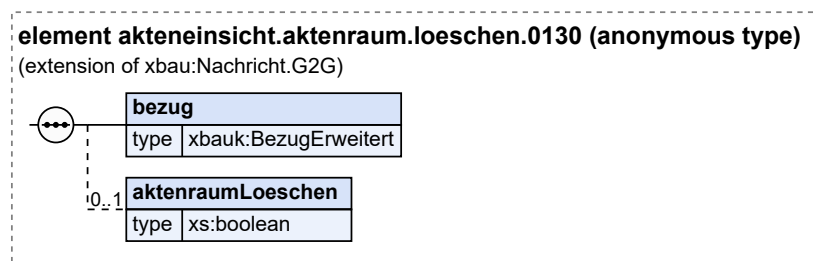 element akteneinsicht.aktenraum.loeschen.0130 (anonymous type)
(extension of xbau:Nachricht.G2G)
bezug
type xbauk:BezugErweitert
0..1 aktenraumLoeschen
type xs:boolean